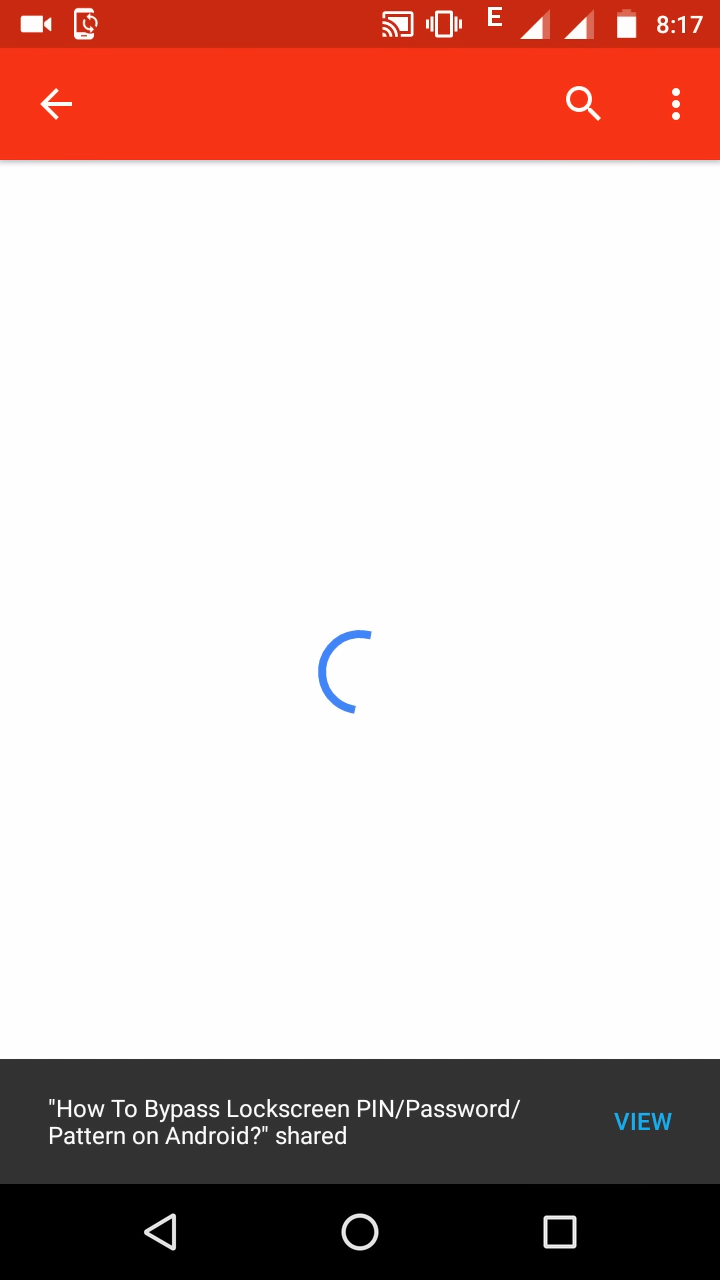 E 8:17
"How To Bypass Lockscreen PIN/Password/
Pattern on Android?" shared
VIEW